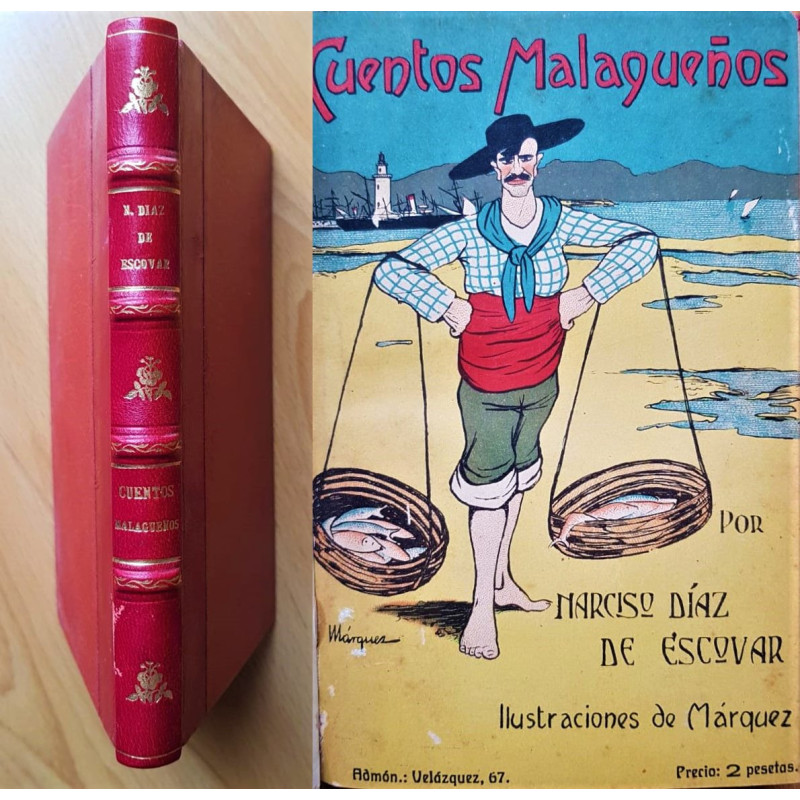 N. DIAZ
DE
ESCOVAR
CUENTOS
MALAGUEÑOS
Cuentos Malagueños
POR
NARCISO DÍAZ
DE ESCOVAR
Márquez
Ilustraciones de Márquez
Admón.: Velázquez, 67.
Precio: 2 pesetas.